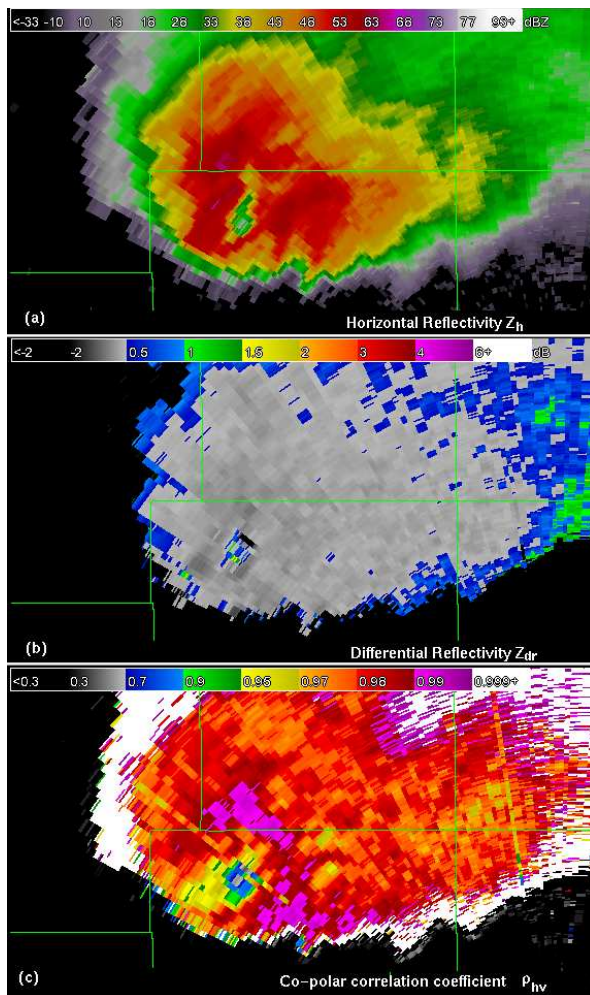 <-33 -10 10 13 18 28 33 38 43 48 53 63 68 73 77 93+ dBZ
(a) Horizontal Reflectivity Zh
<-2 -2 0.5 1 1.5 2 3 4 6+ dB
(b) Differential Reflectivity Zdr
<0.3 0.3 0.7 0.9 0.95 0.97 0.98 0.99 0.999+
(c) Co-polar correlation coefficient ρhv